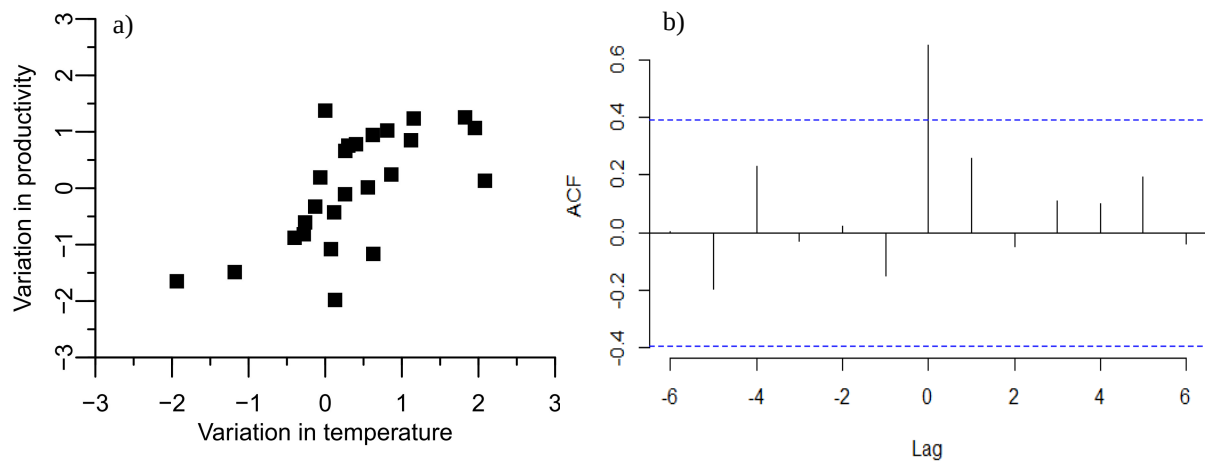 a)
3
2
1
0
−1
−2
−3
Variation in productivity
−3 −2 −1 0 1 2 3
Variation in temperature
b)
0.6
0.4
0.2
0.0
-0.2
-0.4
ACF
-6 -4 -2 0 2 4 6
Lag